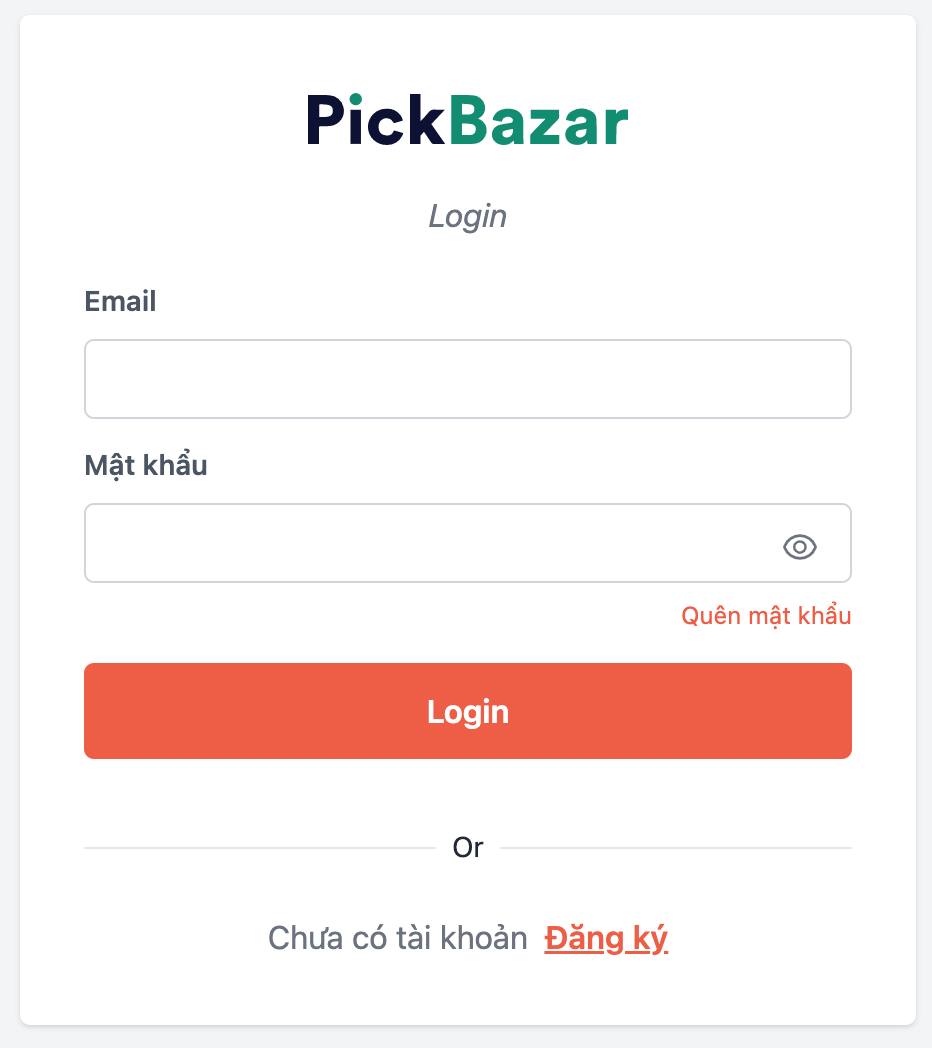 PickBazar
Login
Email
Mật khẩu
Quên mật khẩu
Login
Or
Chưa có tài khoản Đăng ký